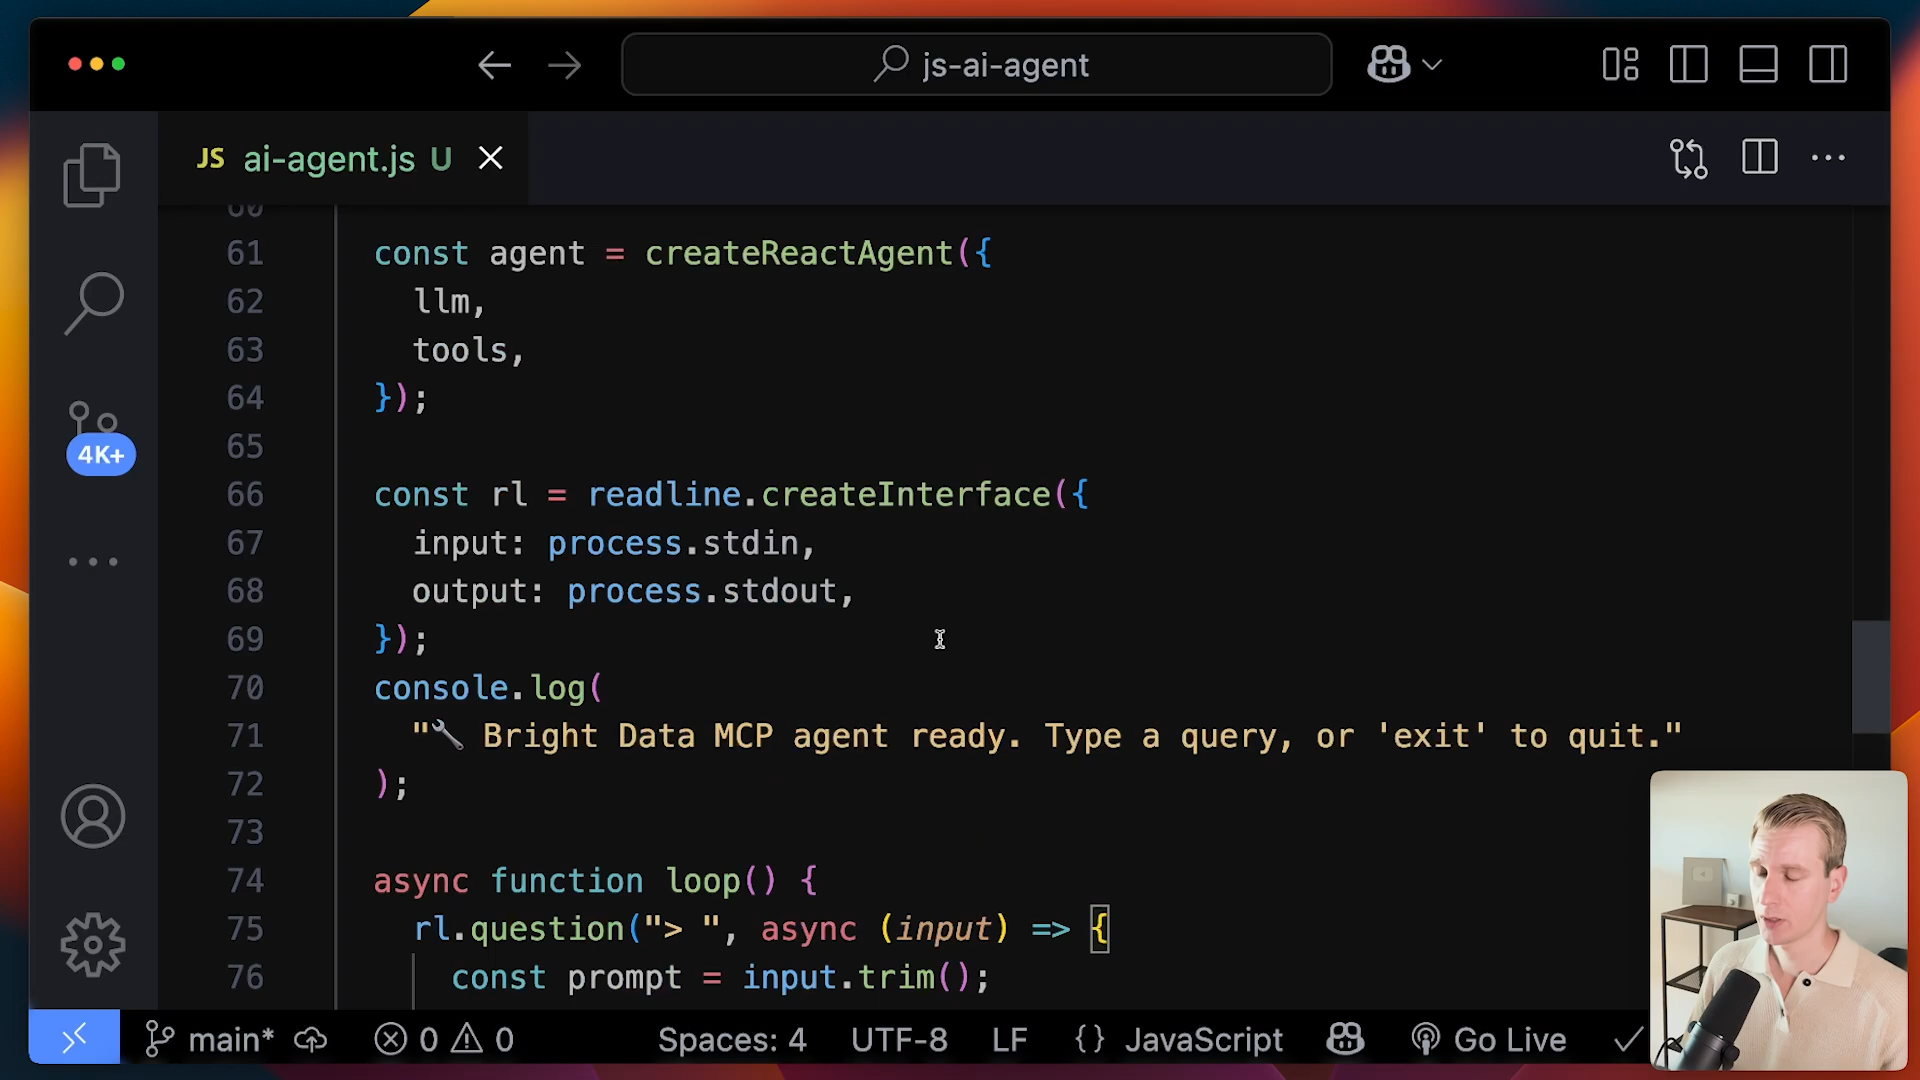 js-ai-agent
JS ai-agent.js U
60
61 const agent = createReactAgent({
62 llm,
63 tools,
64 });
65
66 const rl = readline.createInterface({
67 input: process.stdin,
68 output: process.stdout,
69 });
70 console.log(
71 "🔧 Bright Data MCP agent ready. Type a query, or 'exit' to quit."
72 );
73
74 async function loop() {
75 rl.question("> ", async (input) => {
76 const prompt = input.trim();
4K+
main* 0 0 Spaces: 4 UTF-8 LF {} JavaScript Go Live